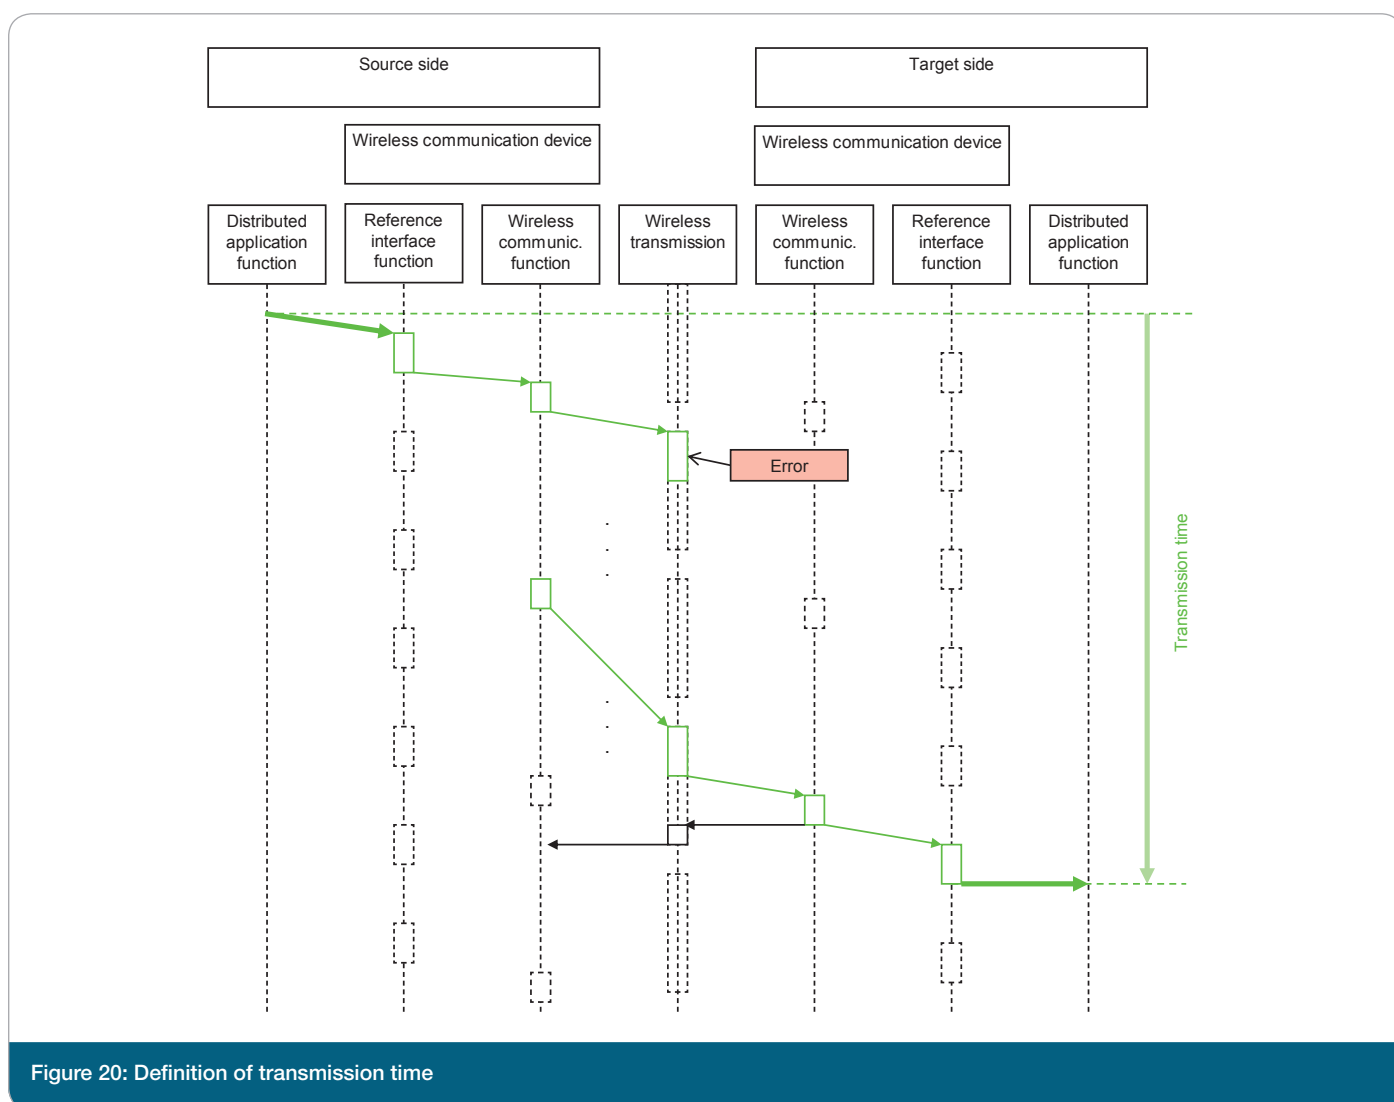 Source side
Target side
Wireless communication device
Wireless communication device
Distributed
application
function
Reference
interface
function
Wireless
communic.
function
Wireless
transmission
Wireless
communic.
function
Reference
interface
function
Distributed
application
function
Error
Transmission time
Figure 20: Definition of transmission time